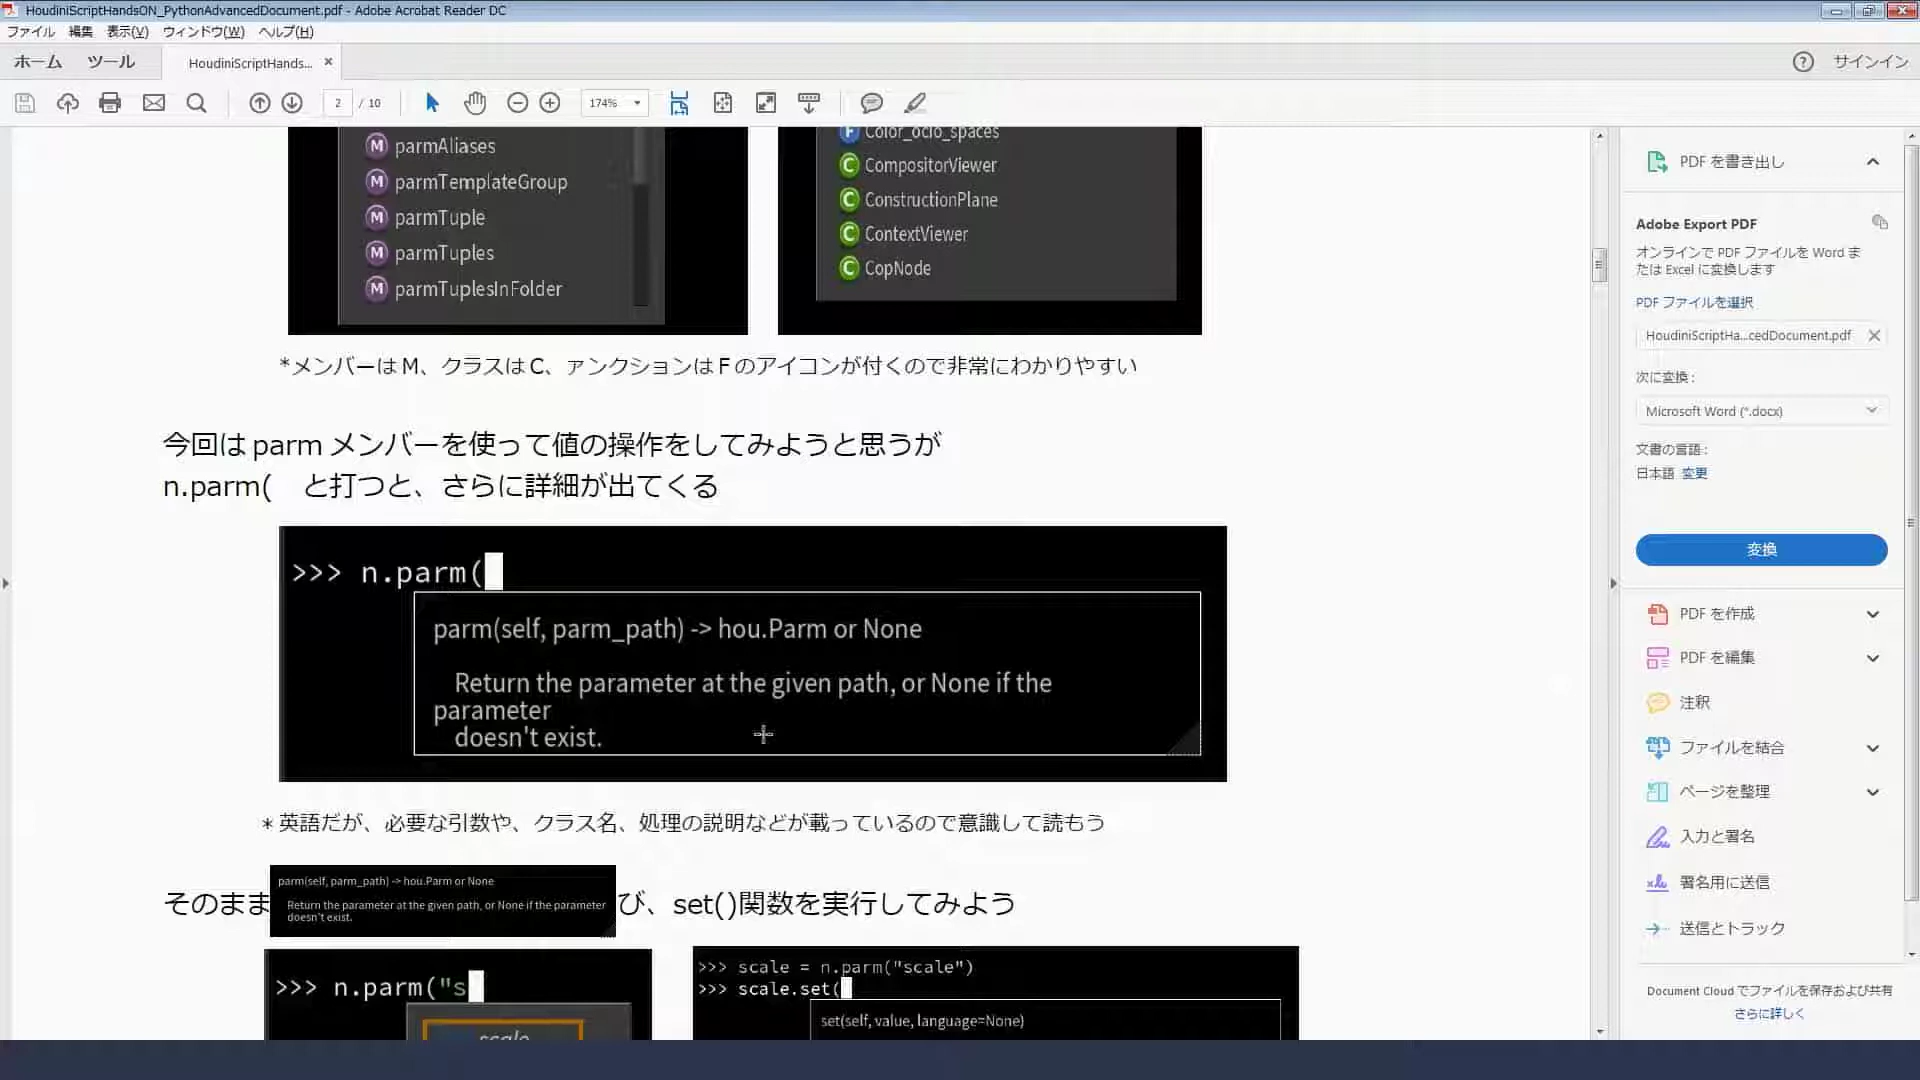 HoudiniScriptHandsON_PythonAdvancedDocument.pdf - Adobe Acrobat Reader DC
ファイル 編集 表示(V) ウィンドウ(W) ヘルプ(H)
ホーム ツール HoudiniScriptHands... × サインイン
2 / 10 174%
parmAliases
parmTemplateGroup
parmTuple
parmTuples
parmTuplesInFolder
Color_ocio_spaces
CompositorViewer
ConstructionPlane
ContextViewer
CopNode
*メンバーはM、クラスはC、ァンクションはFのアイコンが付くので非常にわかりやすい
今回は parm メンバーを使って値の操作をしてみようと思うが
n.parm( と打つと、さらに詳細が出てくる
>>> n.parm(
parm(self, parm_path) -> hou.Parm or None
Return the parameter at the given path, or None if the
parameter
doesn't exist.
* 英語だが、必要な引数や、クラス名、処理の説明などが載っているので意識して読もう
そのまま
parm(self, parm_path) -> hou.Parm or None
Return the parameter at the given path, or None if the parameter
doesn't exist.
び、set()関数を実行してみよう
>>> n.parm("s
scale
>>> scale = n.parm("scale")
>>> scale.set(
set(self, value, language=None)
PDF を書き出し
Adobe Export PDF
オンラインで PDF ファイルを Word ま
たは Excel に変換します
PDF ファイルを選択
HoudiniScriptHa...cedDocument.pdf
次に変換 :
Microsoft Word (*.docx)
文書の言語 :
日本語 変更
変換
PDF を作成
PDF を編集
注釈
ファイルを結合
ページを整理
入力と署名
署名用に送信
送信とトラック
Document Cloud でファイルを保存および共有
さらに詳しく